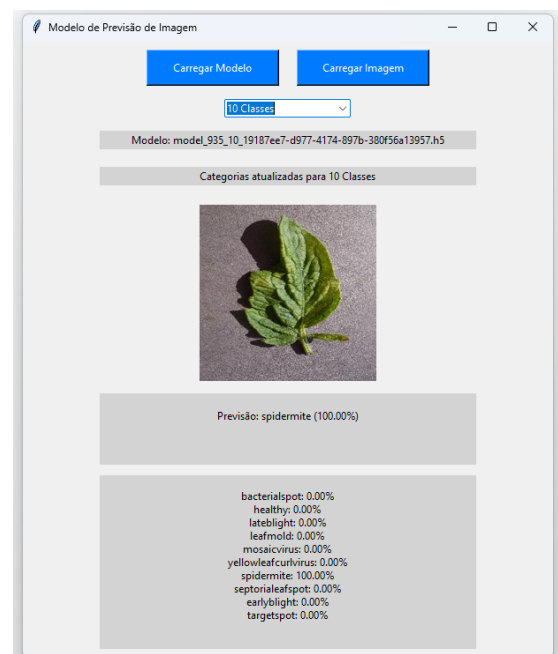 Modelo de Previsão de Imagem
Carregar Modelo Carregar Imagem
10 Classes
Modelo: model_935_10_19187ee7-d977-4174-897b-380f56a13957.h5
Categorias atualizadas para 10 Classes
Previsão: spidermite (100.00%)
bacterialspot: 0.00%
healthy: 0.00%
lateblight: 0.00%
leafmold: 0.00%
mosaicvirus: 0.00%
yellowleafcurlvirus: 0.00%
spidermite: 100.00%
septorialeafspot: 0.00%
earlyblight: 0.00%
targetspot: 0.00%